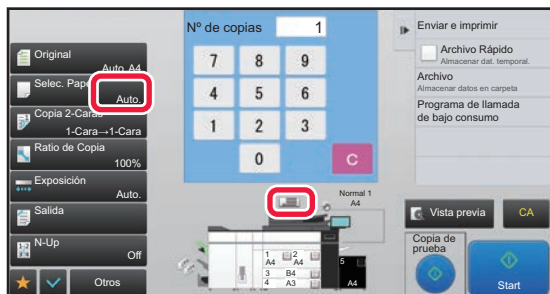 Nº de copias 1
Original
Auto A4
Selec. Papel
Auto.
Copia 2-Caras
1-Cara→1-Cara
Ratio de Copia
100%
Exposición
Auto.
Salida
N-Up
Off
Otros
7 8 9
4 5 6
1 2 3
0 C
Normal 1
A4
1 A4 2 A4
3 B4
4 A3
5
A4
Enviar e imprimir
Archivo Rápido
Almacenar dat. temporal.
Archivo
Almacenar datos en carpeta
Programa de llamada
de bajo consumo
Vista previa
CA
Copia de
prueba
Start